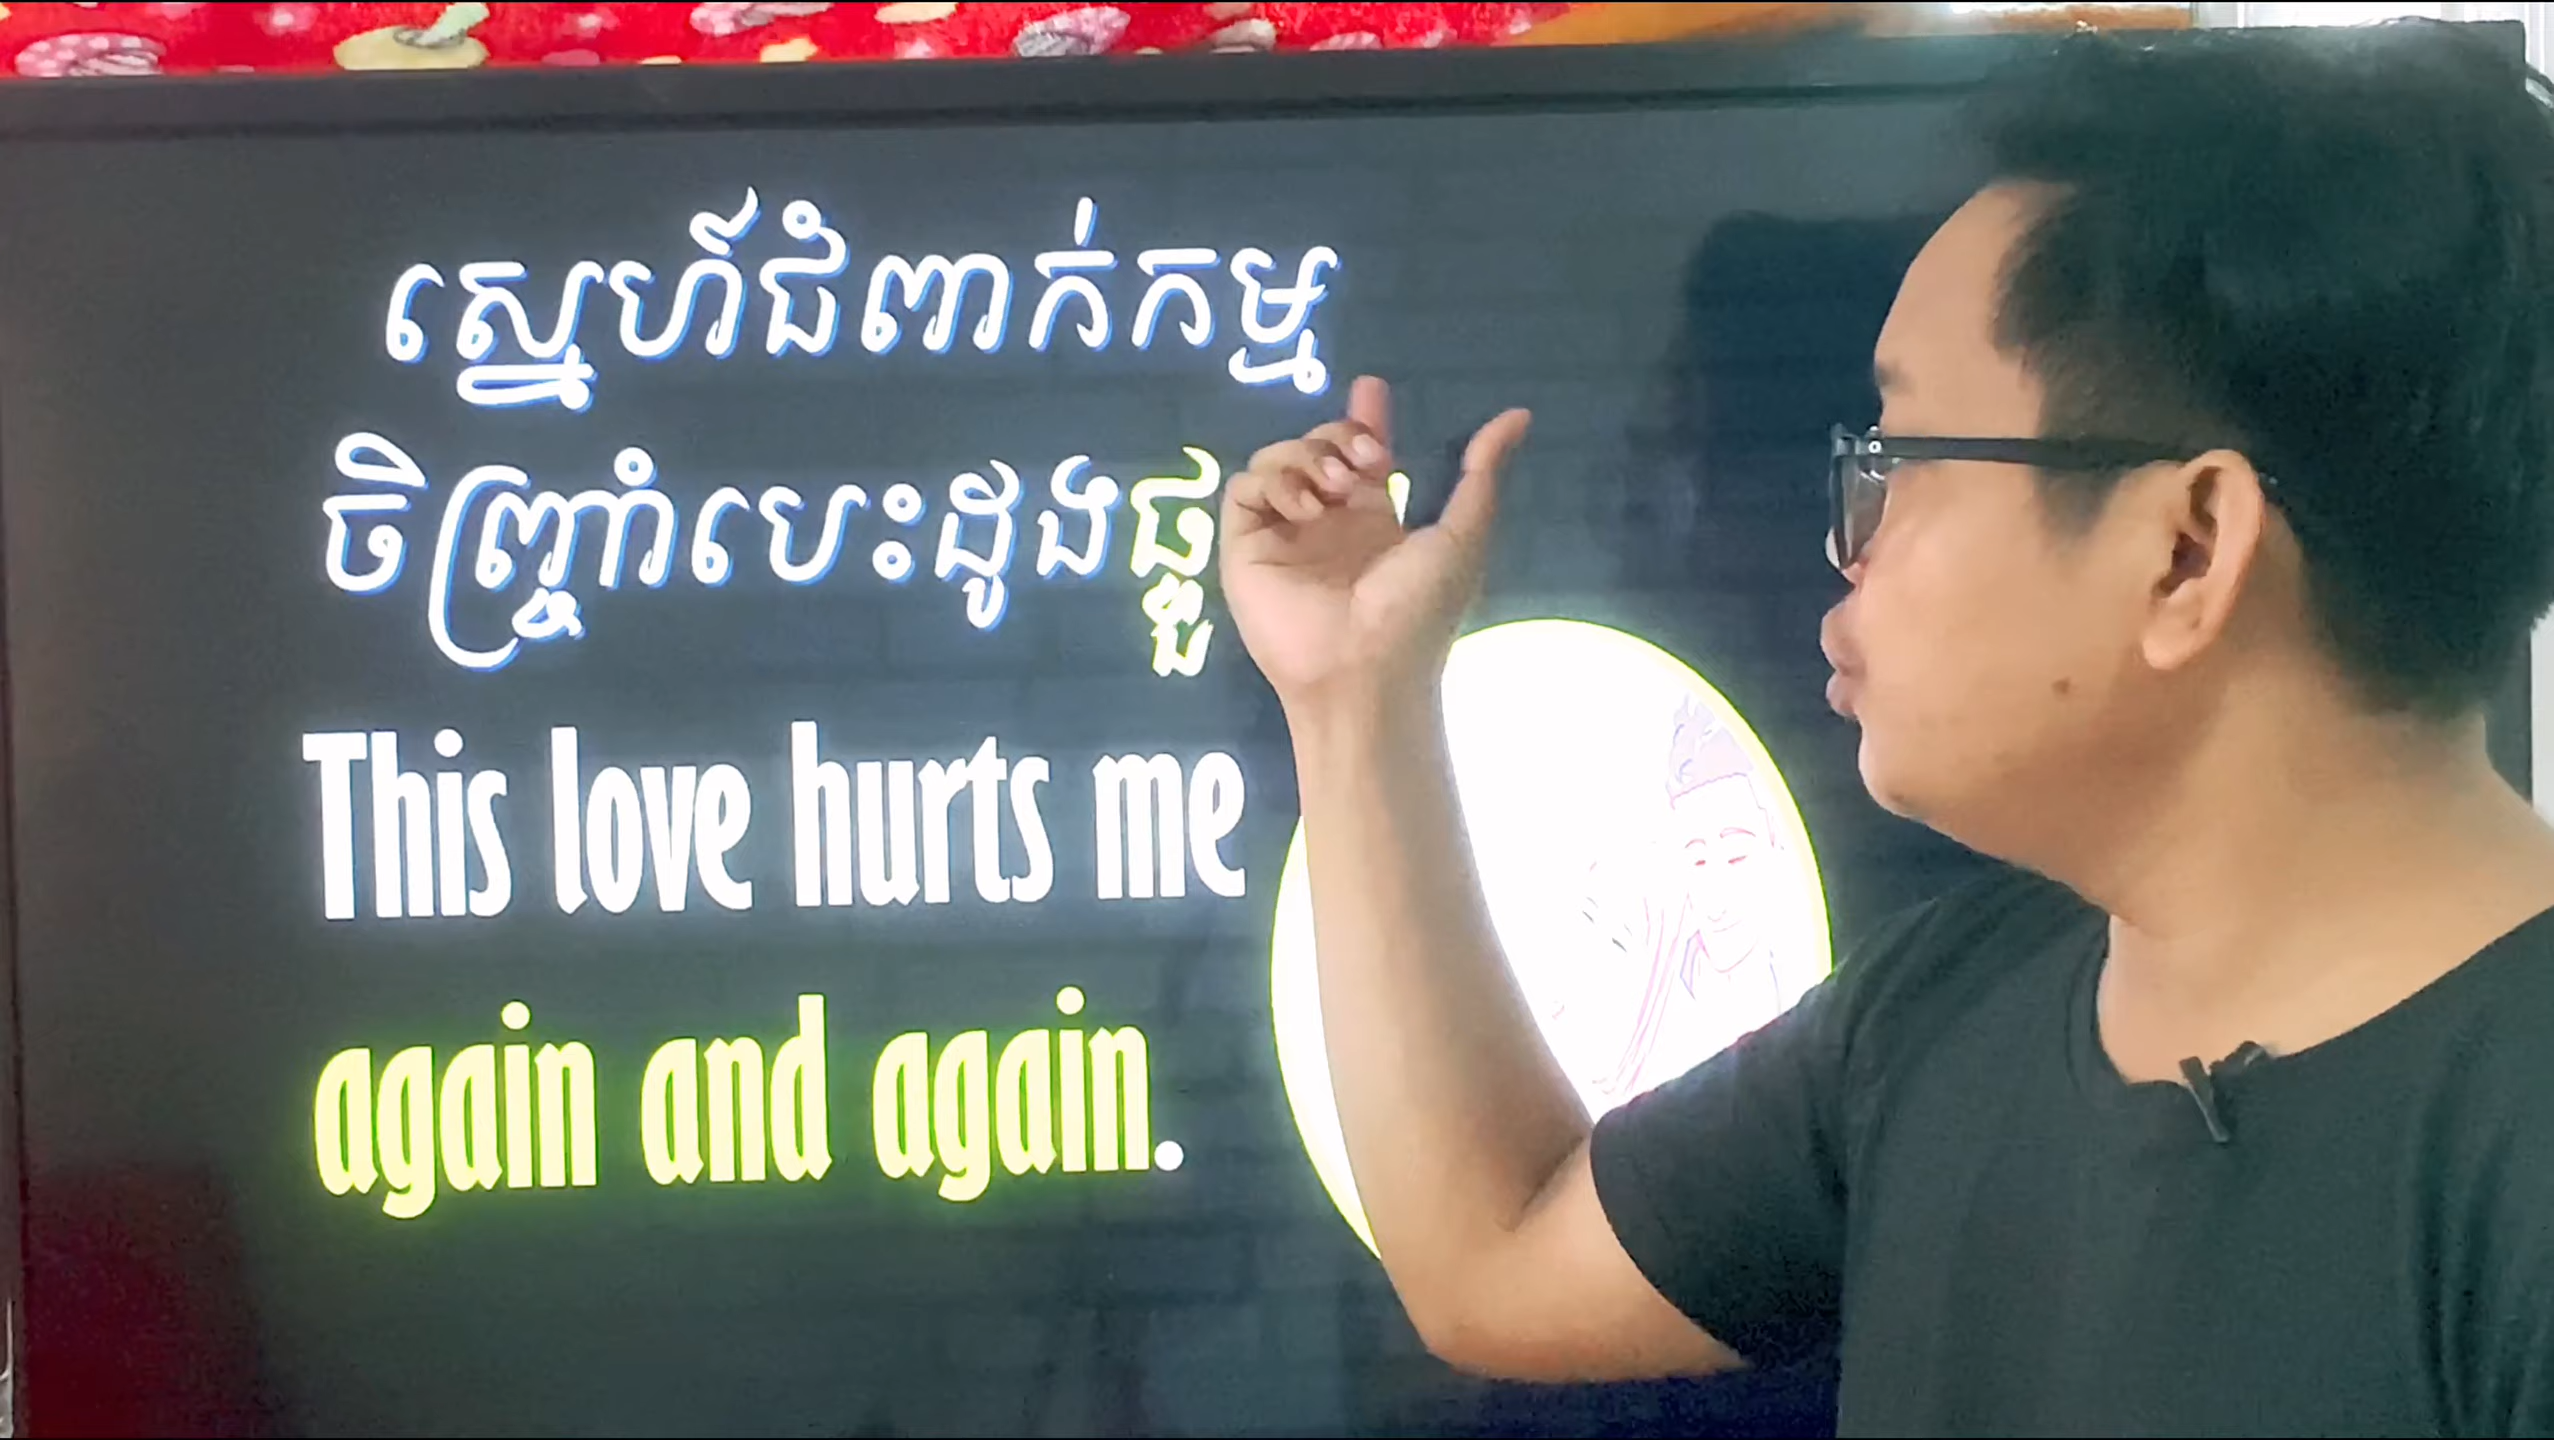 ស្នេហ៍ជំពាក់កម្ម
ចិញ្ច្រាំបេះដូង
This love hurts me
again and again.